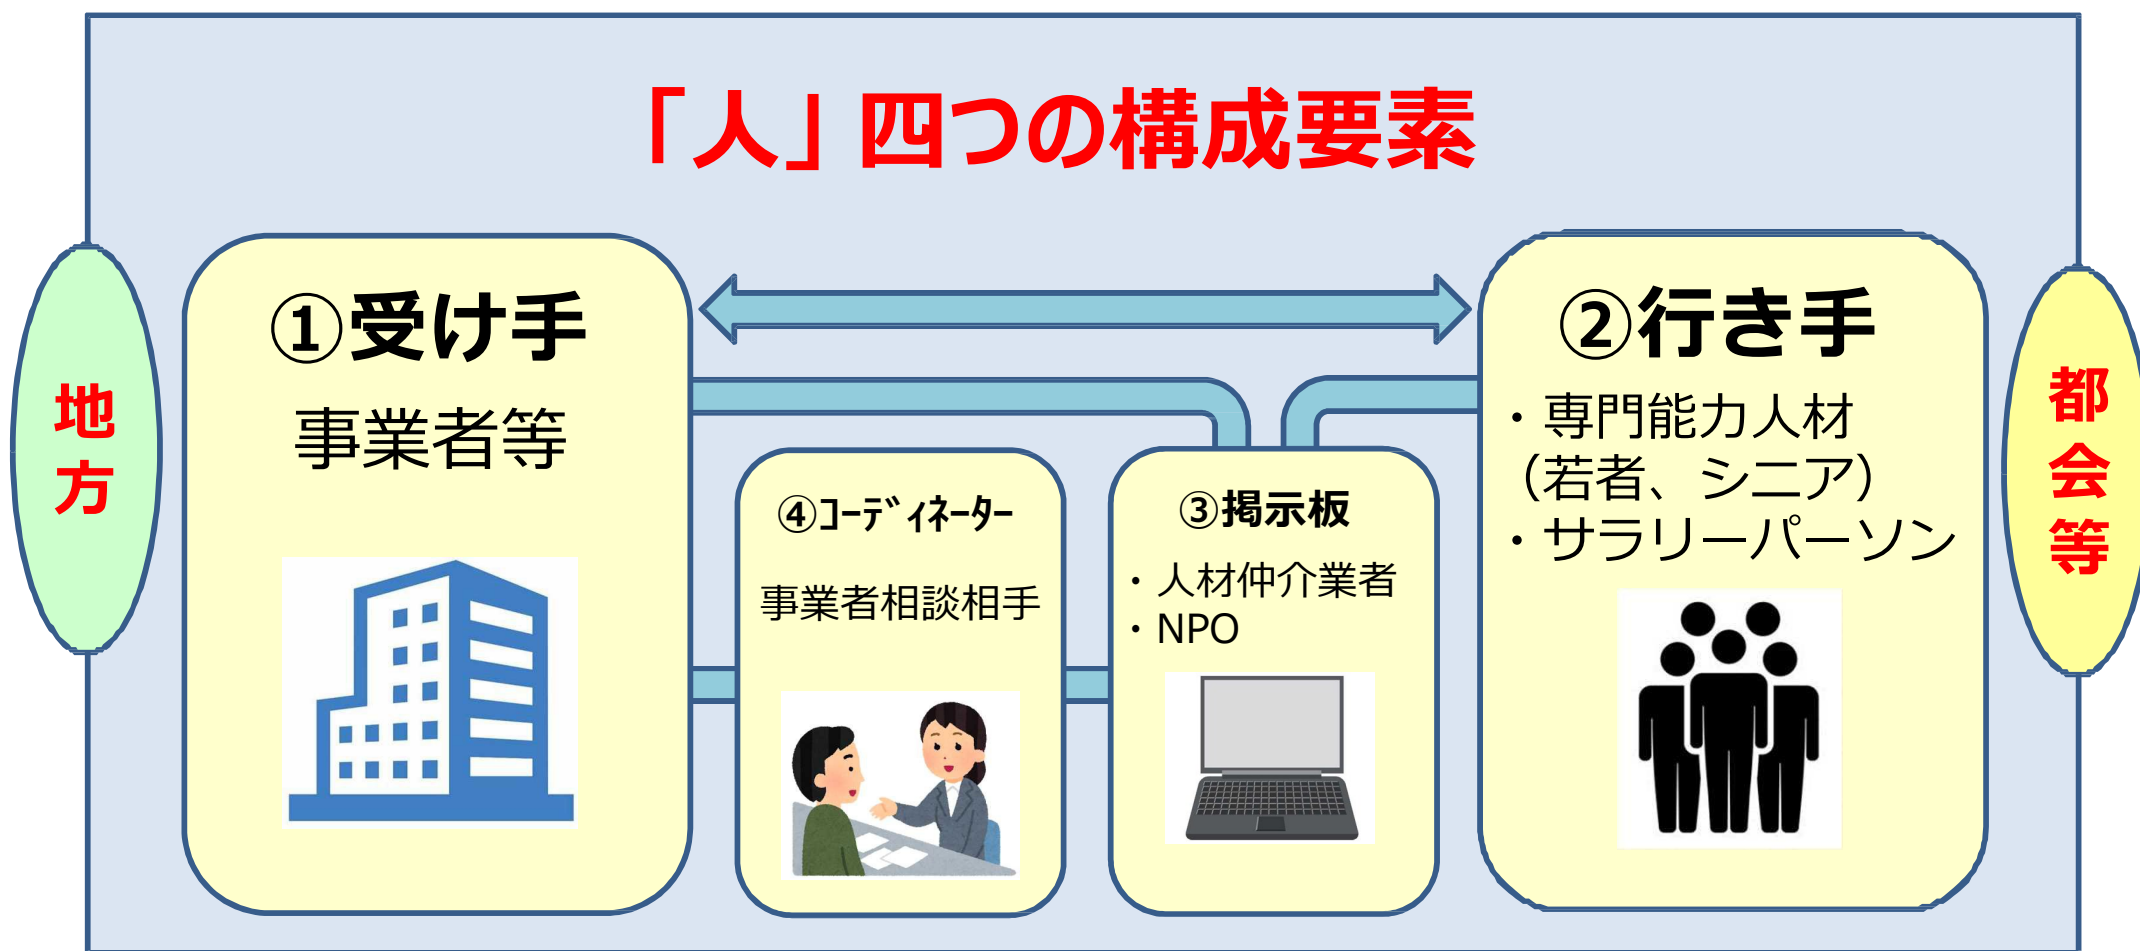 「人」四つの構成要素
地方
①受け手
事業者等
④ｺｰﾃﾞｨﾈｰﾀｰ
事業者相談相手
③掲示板
・人材仲介業者
・NPO
②行き手
・専門能力人材
（若者、シニア）
・サラリーパーソン
都会等